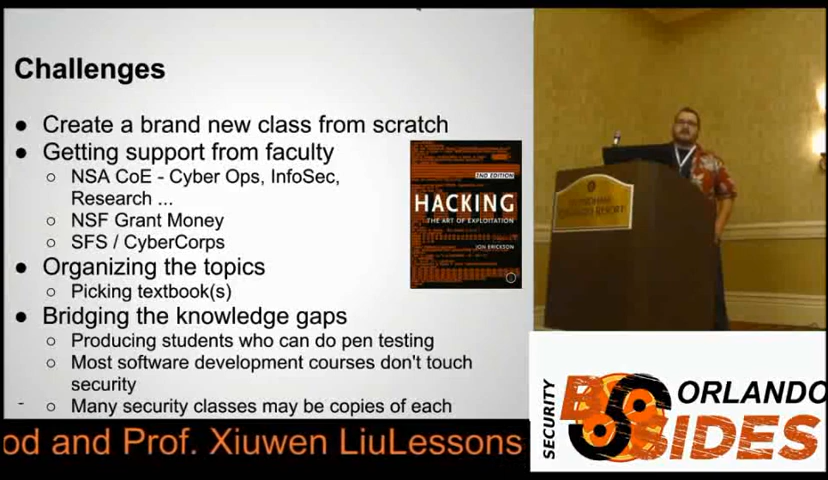 Challenges
● Create a brand new class from scratch
● Getting support from faculty
○ NSA CoE - Cyber Ops, InfoSec,
Research ...
○ NSF Grant Money
○ SFS / CyberCorps
● Organizing the topics
○ Picking textbook(s)
● Bridging the knowledge gaps
○ Producing students who can do pen testing
○ Most software development courses don't touch
security
○ Many security classes may be copies of each
2ND EDITION
HACKING
THE ART OF EXPLOITATION
JON ERICKSON
RESORT
od and Prof. Xiuwen LiuLessons
SECURITY
B SIDES
ORLANDO